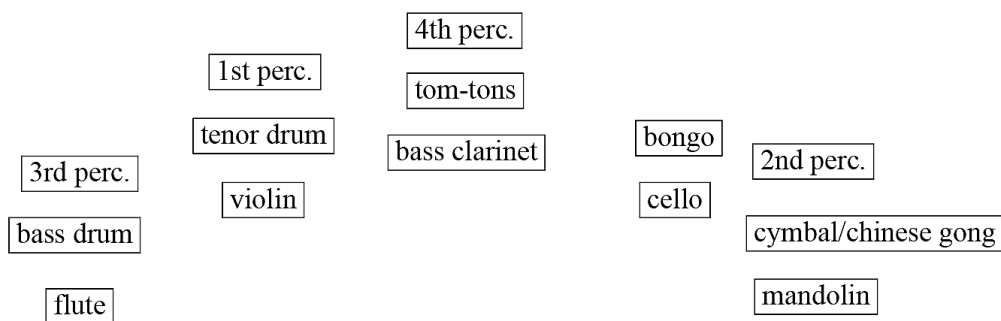 4th perc.
1st perc.
tom-tons
tenor drum
bongo
bass clarinet
2nd perc.
3rd perc.
violin
cello
bass drum
cymbal/chinese gong
flute
mandolin